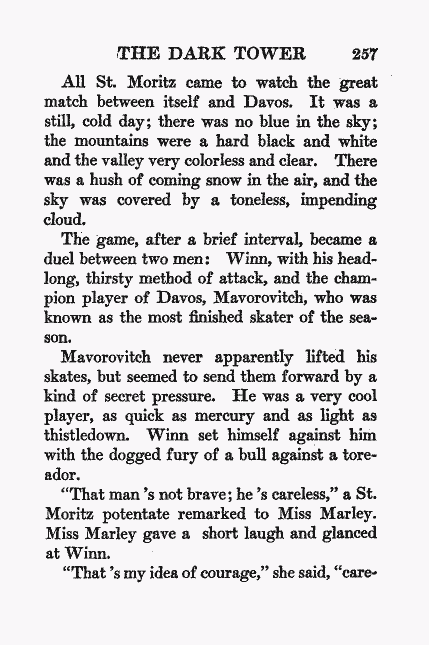 THE DARK TOWER 257
All St. Moritz came to watch the great
match between itself and Davos. It was a
still, cold day; there was no blue in the sky;
the mountains were a hard black and white
and the valley very colorless and clear. There
was a hush of coming snow in the air, and the
sky was covered by a toneless, impending
cloud.
The game, after a brief interval, became a
duel between two men: Winn, with his head-
long, thirsty method of attack, and the cham-
pion player of Davos, Mavorovitch, who was
known as the most finished skater of the sea-
son.
Mavorovitch never apparently lifted his
skates, but seemed to send them forward by a
kind of secret pressure. He was a very cool
player, as quick as mercury and as light as
thistledown. Winn set himself against him
with the dogged fury of a bull against a tore-
ador.
"That man 's not brave; he 's careless," a St.
Moritz potentate remarked to Miss Marley.
Miss Marley gave a short laugh and glanced
at Winn.
"That 's my idea of courage," she said, "care-